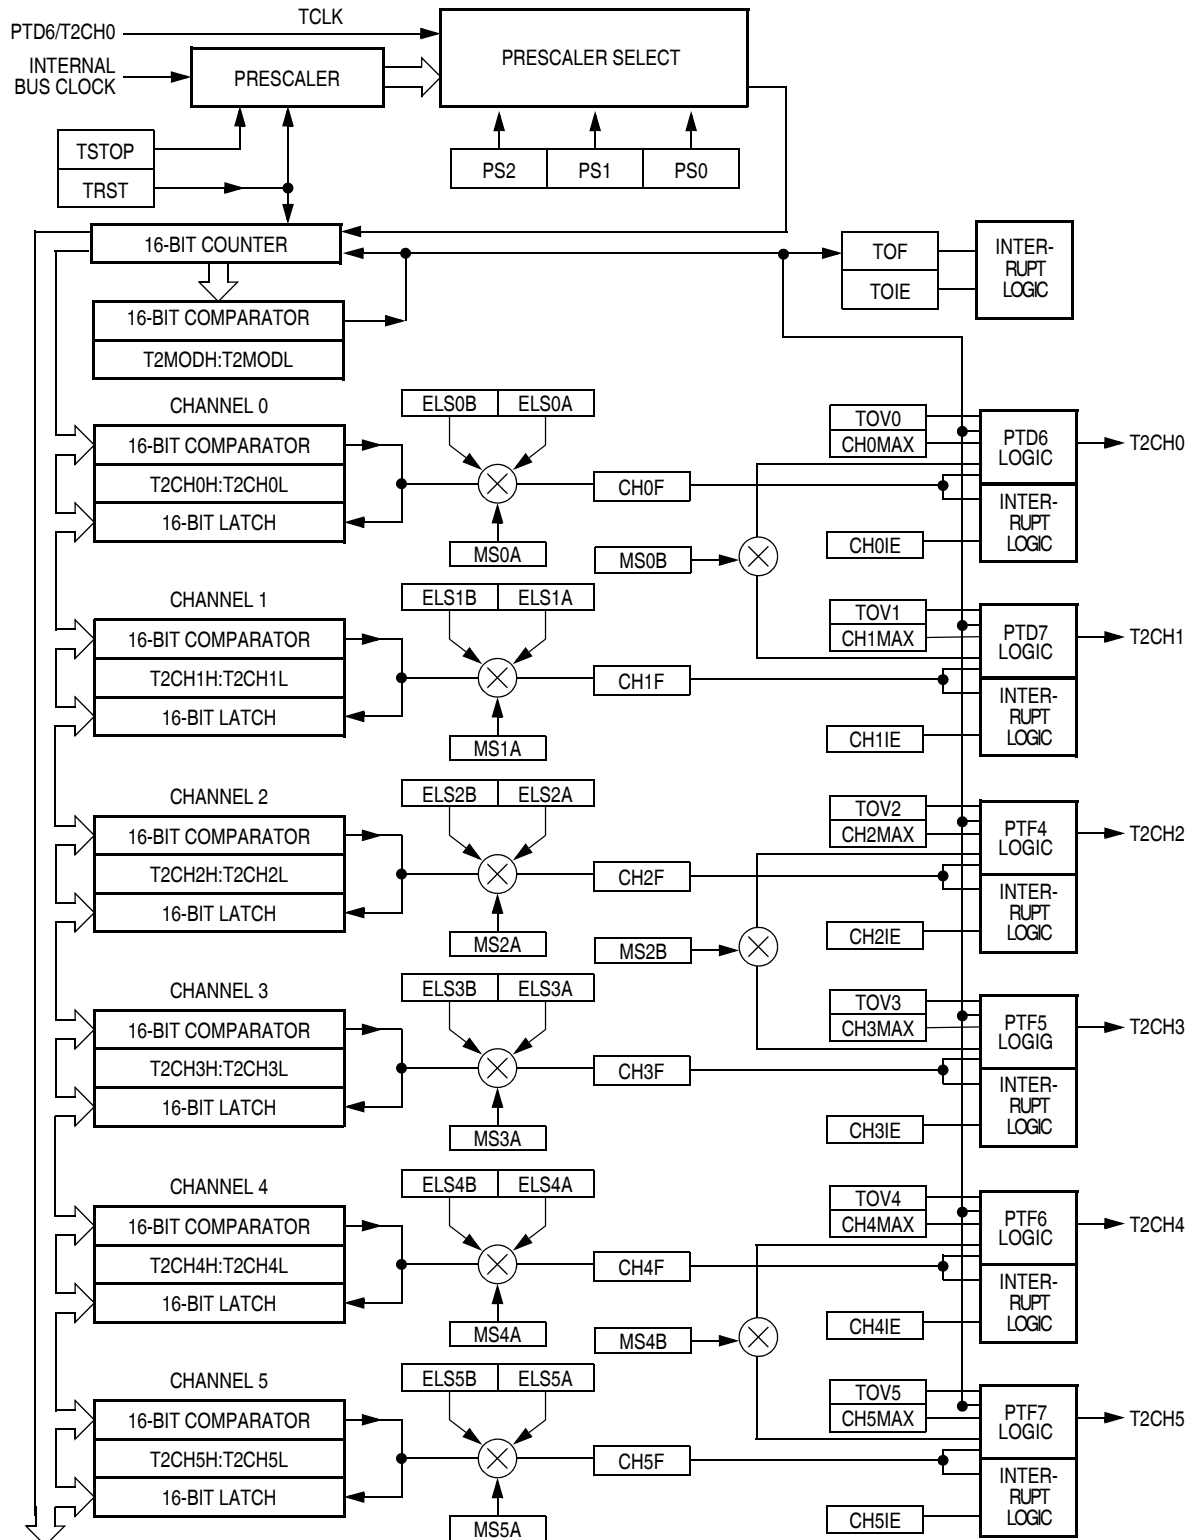 TCLK
PTD6/T2CH0
INTERNAL
BUS CLOCK
PRESCALER
PRESCALER SELECT
TSTOP
TRST
PS2
PS1
PS0
16-BIT COUNTER
16-BIT COMPARATOR
T2MODH:T2MODL
TOF
TOIE
INTER-
RUPT
LOGIC
CHANNEL 0
16-BIT COMPARATOR
T2CH0H:T2CH0L
16-BIT LATCH
ELS0B
ELS0A
MS0A
CH0F
MS0B
TOV0
CH0MAX
CH0IE
PTD6
LOGIC
INTER-
RUPT
LOGIC
T2CH0
CHANNEL 1
16-BIT COMPARATOR
T2CH1H:T2CH1L
16-BIT LATCH
ELS1B
ELS1A
MS1A
CH1F
TOV1
CH1MAX
CH1IE
PTD7
LOGIC
INTER-
RUPT
LOGIC
T2CH1
CHANNEL 2
16-BIT COMPARATOR
T2CH2H:T2CH2L
16-BIT LATCH
ELS2B
ELS2A
MS2A
CH2F
MS2B
TOV2
CH2MAX
CH2IE
PTF4
LOGIC
INTER-
RUPT
LOGIC
T2CH2
CHANNEL 3
16-BIT COMPARATOR
T2CH3H:T2CH3L
16-BIT LATCH
ELS3B
ELS3A
MS3A
CH3F
TOV3
CH3MAX
CH3IE
PTF5
LOGIG
INTER-
RUPT
LOGIC
T2CH3
CHANNEL 4
16-BIT COMPARATOR
T2CH4H:T2CH4L
16-BIT LATCH
ELS4B
ELS4A
MS4A
CH4F
MS4B
TOV4
CH4MAX
CH4IE
PTF6
LOGIC
INTER-
RUPT
LOGIC
T2CH4
CHANNEL 5
16-BIT COMPARATOR
T2CH5H:T2CH5L
16-BIT LATCH
ELS5B
ELS5A
MS5A
CH5F
TOV5
CH5MAX
CH5IE
PTF7
LOGIC
INTER-
RUPT
LOGIC
T2CH5